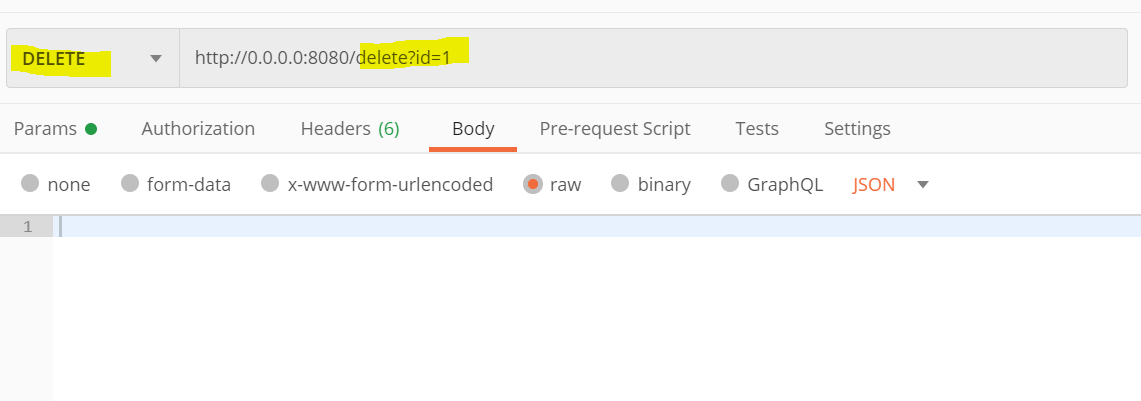 DELETE http://0.0.0.0:8080/delete?id=1
Params Authorization Headers (6) Body Pre-request Script Tests Settings
none form-data x-www-form-urlencoded raw binary GraphQL JSON
1